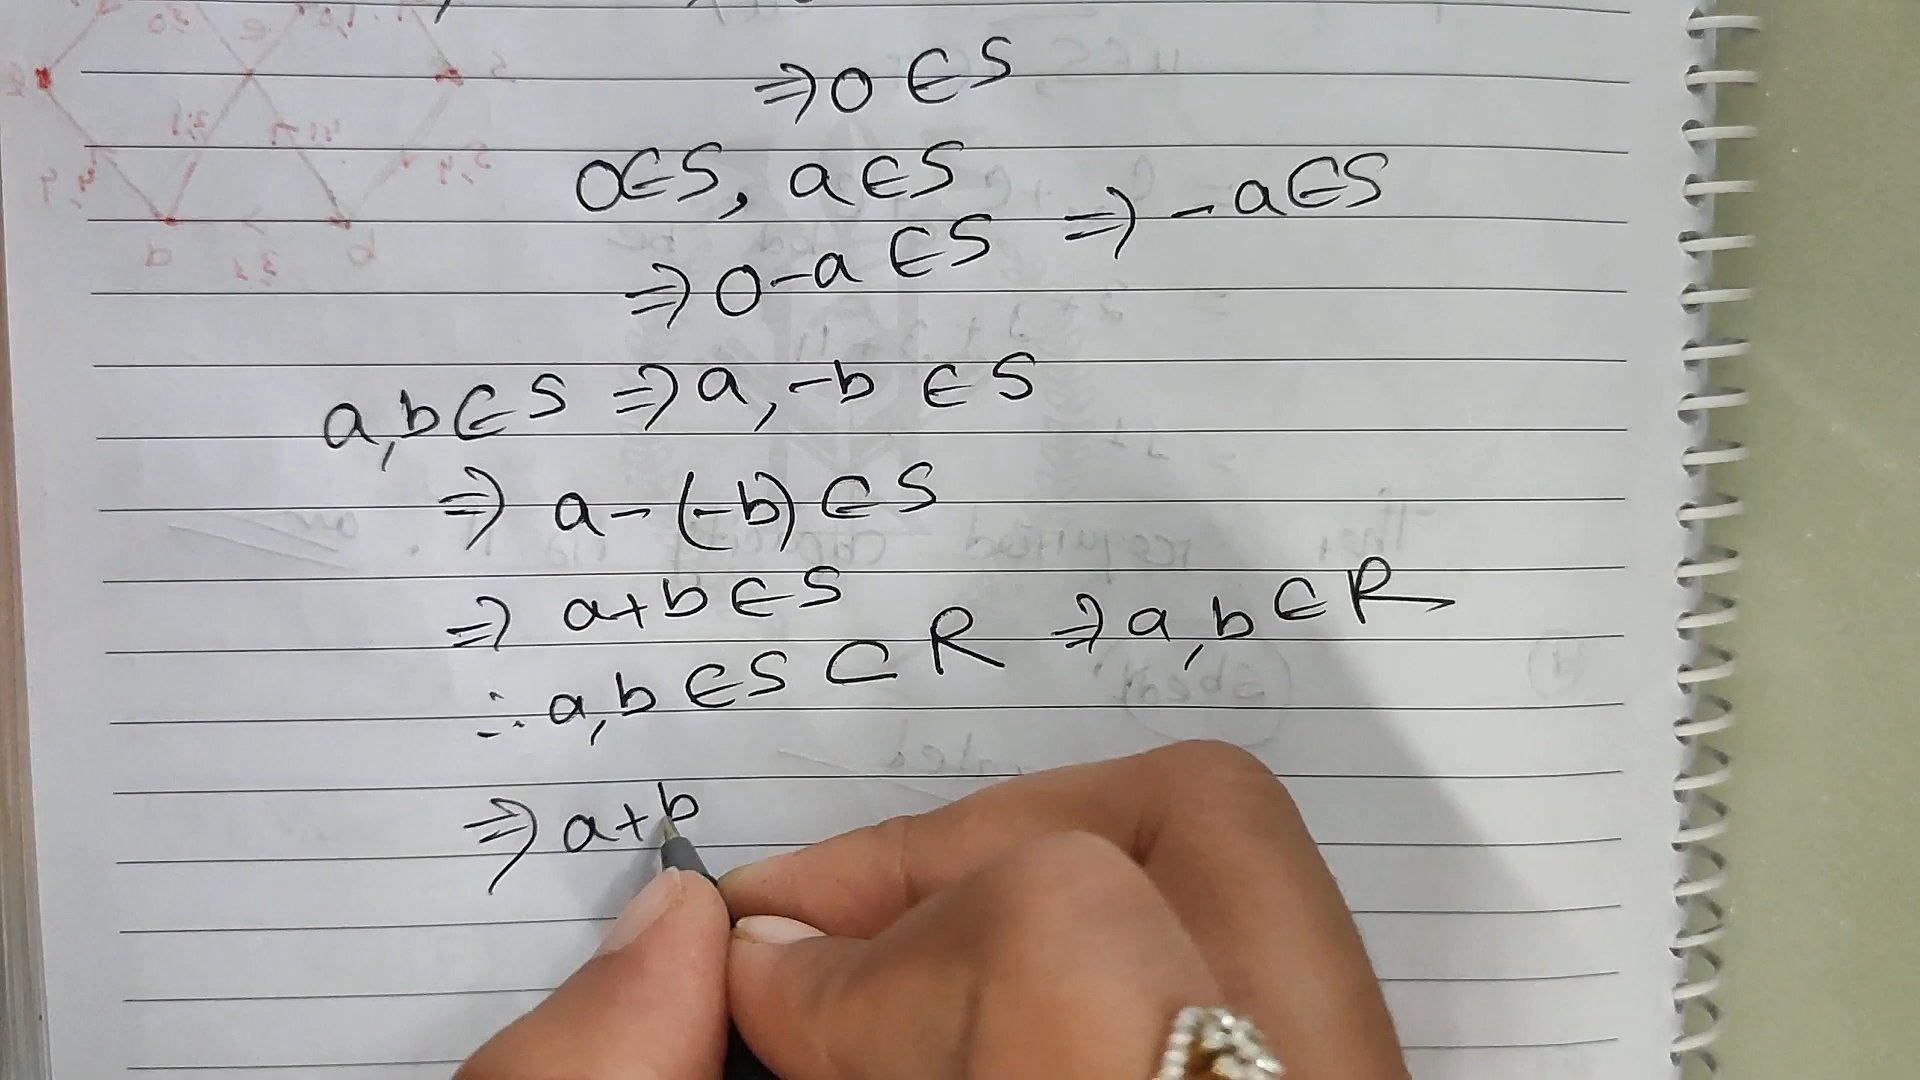 ⇒ 0 ∈ S
0 ∈ S, a ∈ S
⇒ 0 - a ∈ S ⇒ - a ∈ S
a, b ∈ S ⇒ a, -b ∈ S
⇒ a - (-b) ∈ S
⇒ a + b ∈ S
∴ a, b ∈ S ⊂ R ⇒ a, b ∈ R
⇒ a + b